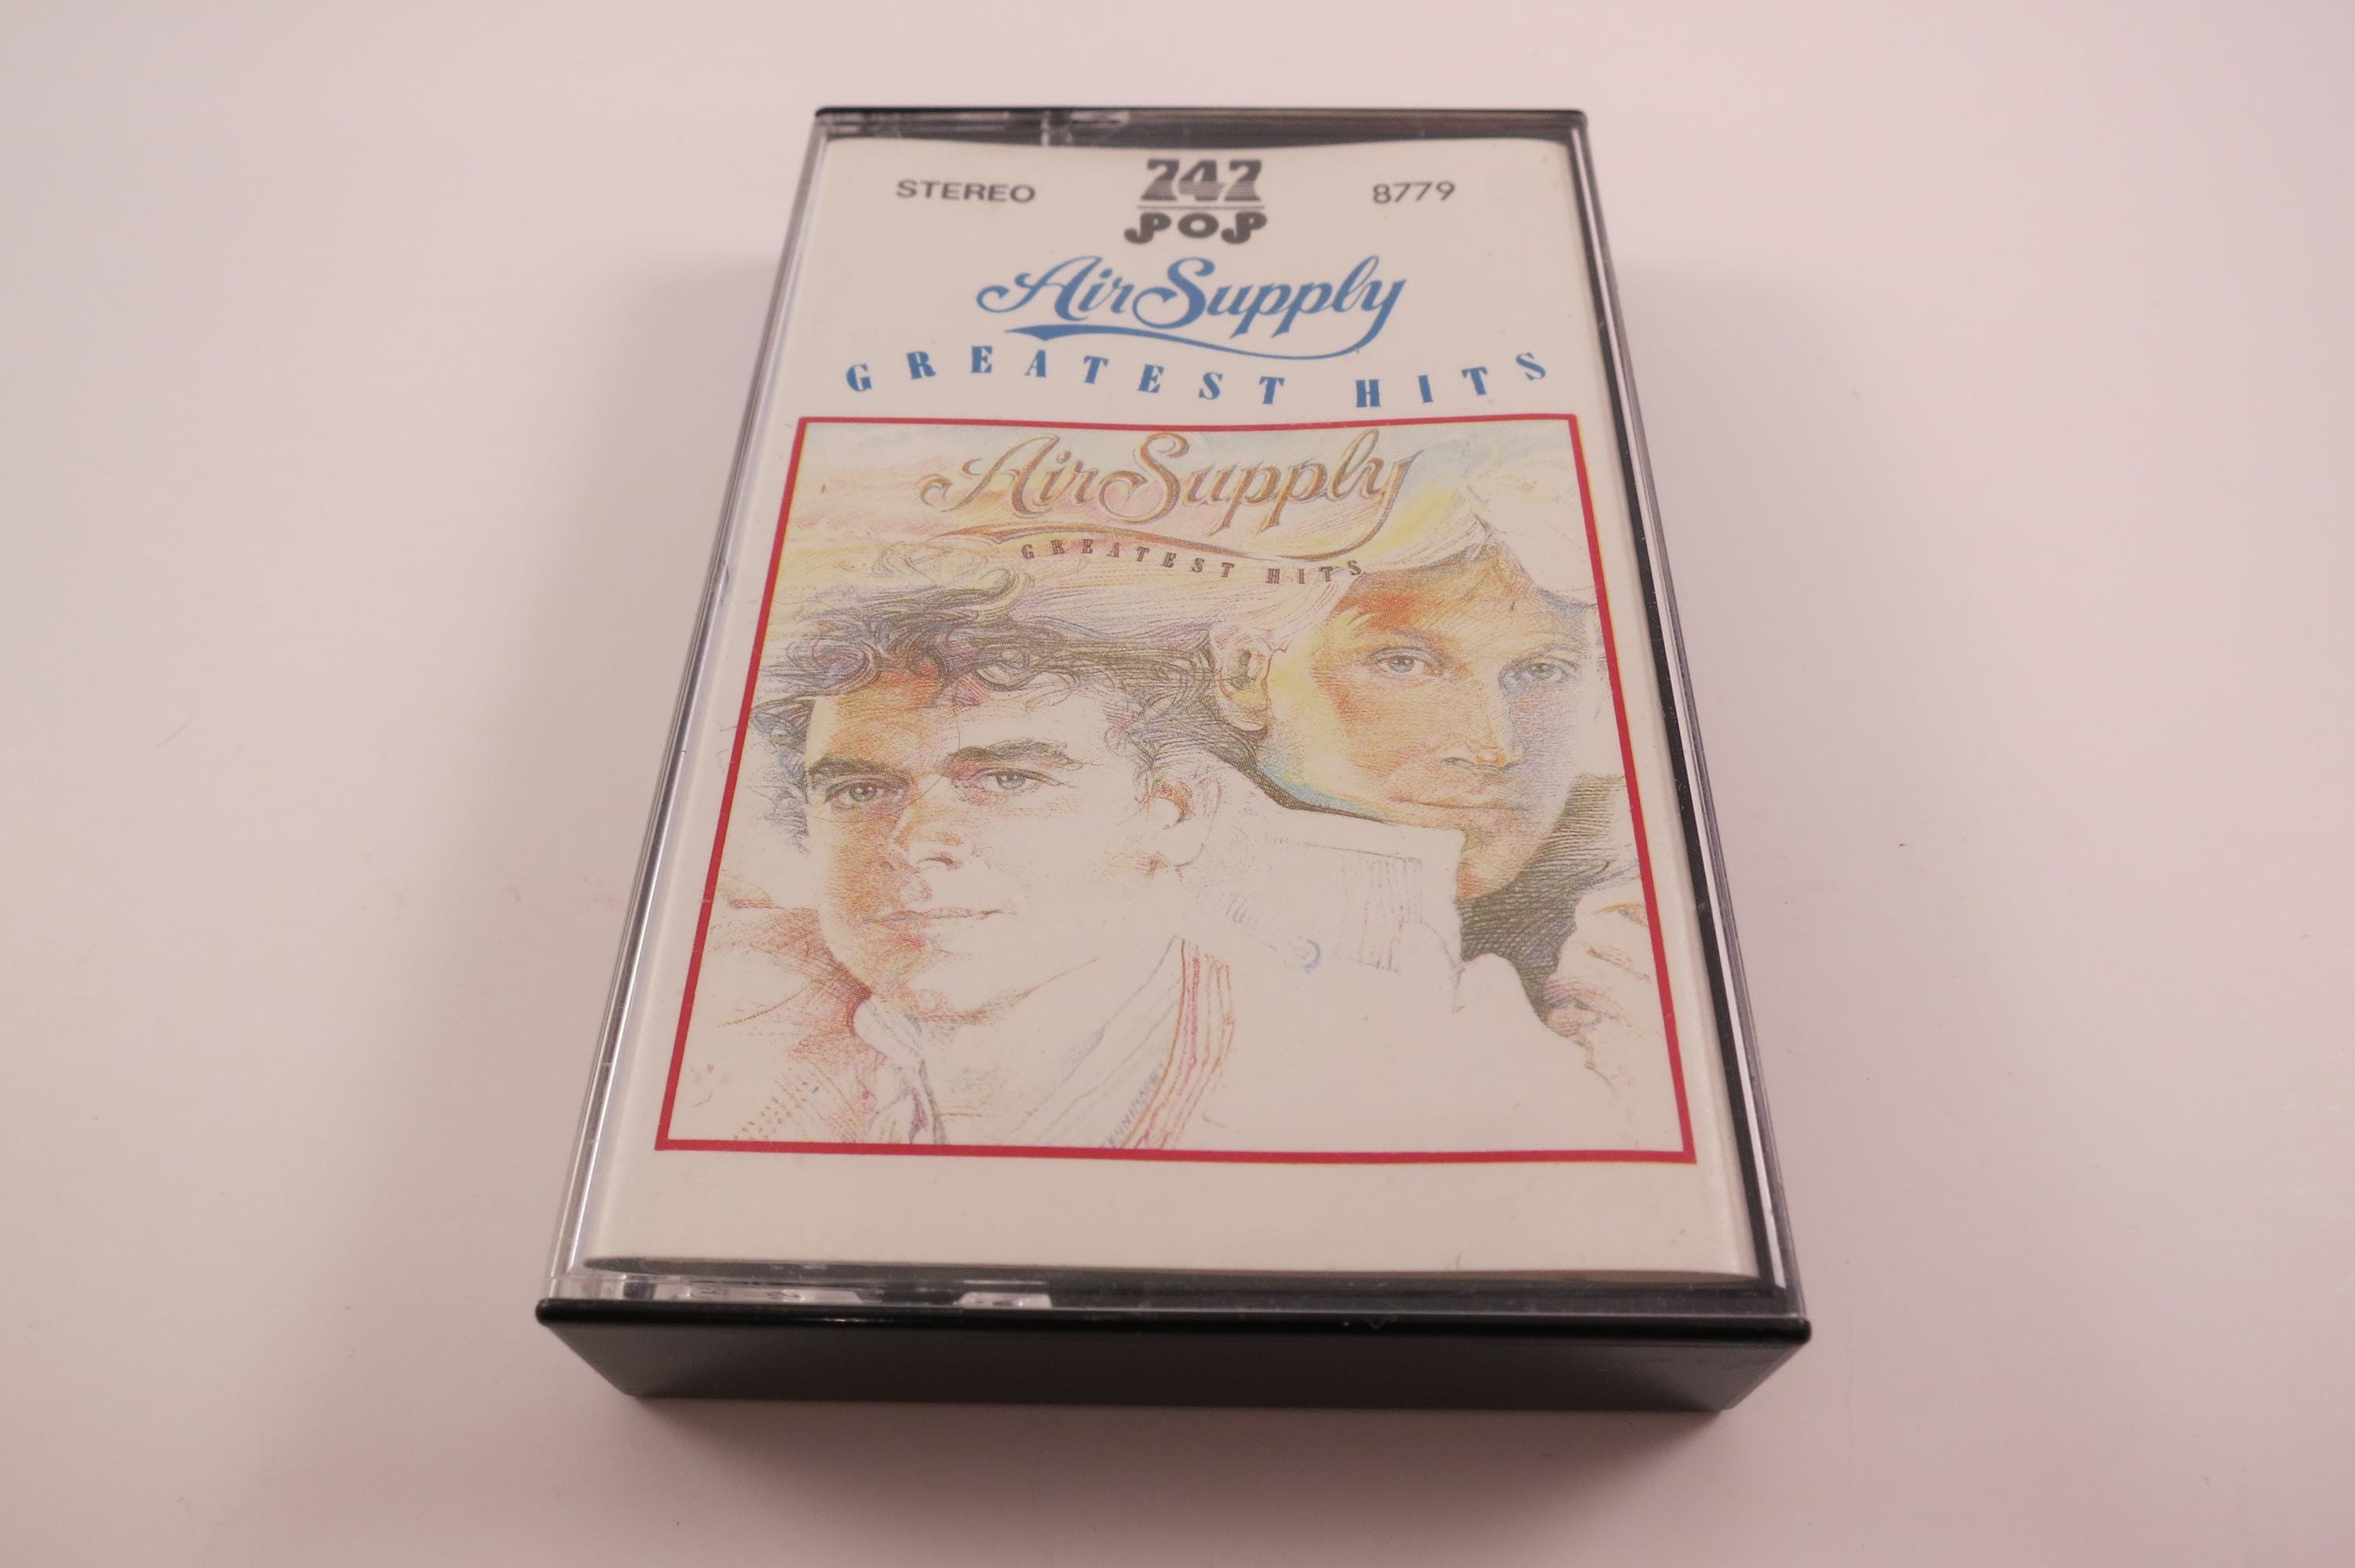 STEREO 747 8779
POP
Air Supply
GREATEST HITS
Air Supply
GREATEST HITS